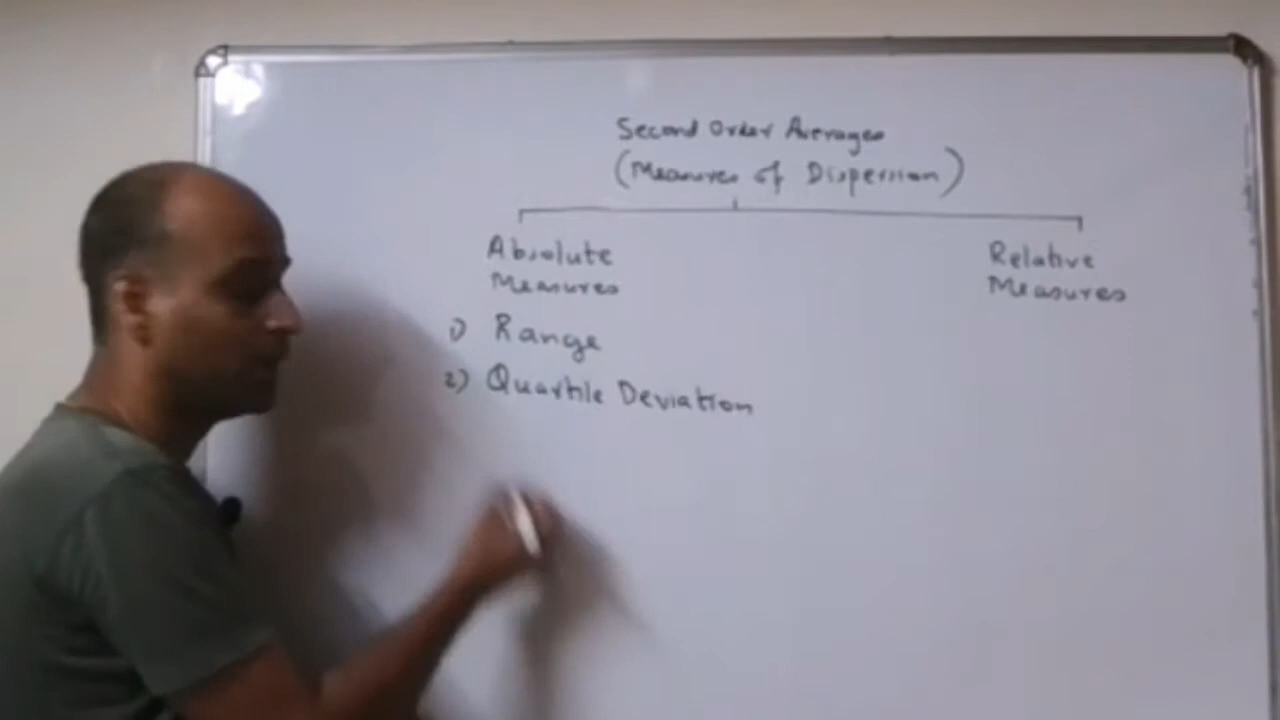 Second Order Averages
(Measures of Dispersion)
Absolute
Measures
Relative
Measures
1) Range
2) Quartile Deviation